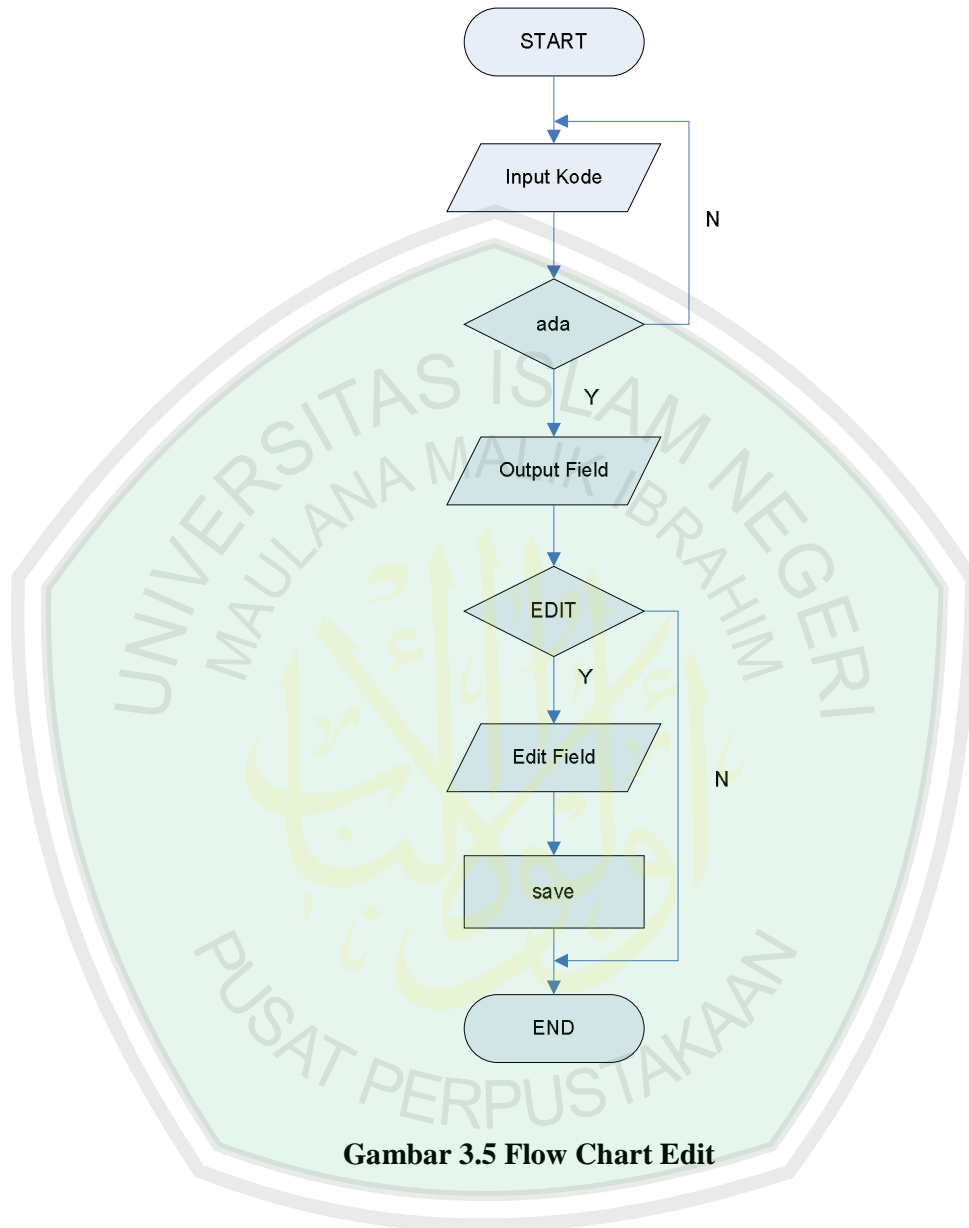 START
Input Kode
N
ada
Y
Output Field
EDIT
Y
Edit Field
N
save
END
UNIVERSITAS ISLAM NEGERI
MAULANA MALIK IBRAHIM
PUSAT PERPUSTAKAAN
Gambar 3.5 Flow Chart Edit